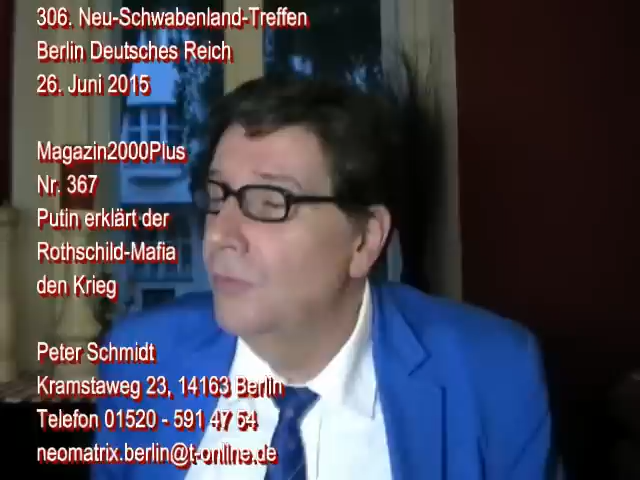 306. Neu-Schwabenland-Treffen
Berlin Deutsches Reich
26. Juni 2015
Magazin2000Plus
Nr. 367
Putin erklärt der
Rothschild-Mafia
den Krieg
Peter Schmidt
Kramstaweg 23, 14163 Berlin
Telefon 01520 - 591 47 54
neomatrix.berlin@t-online.de